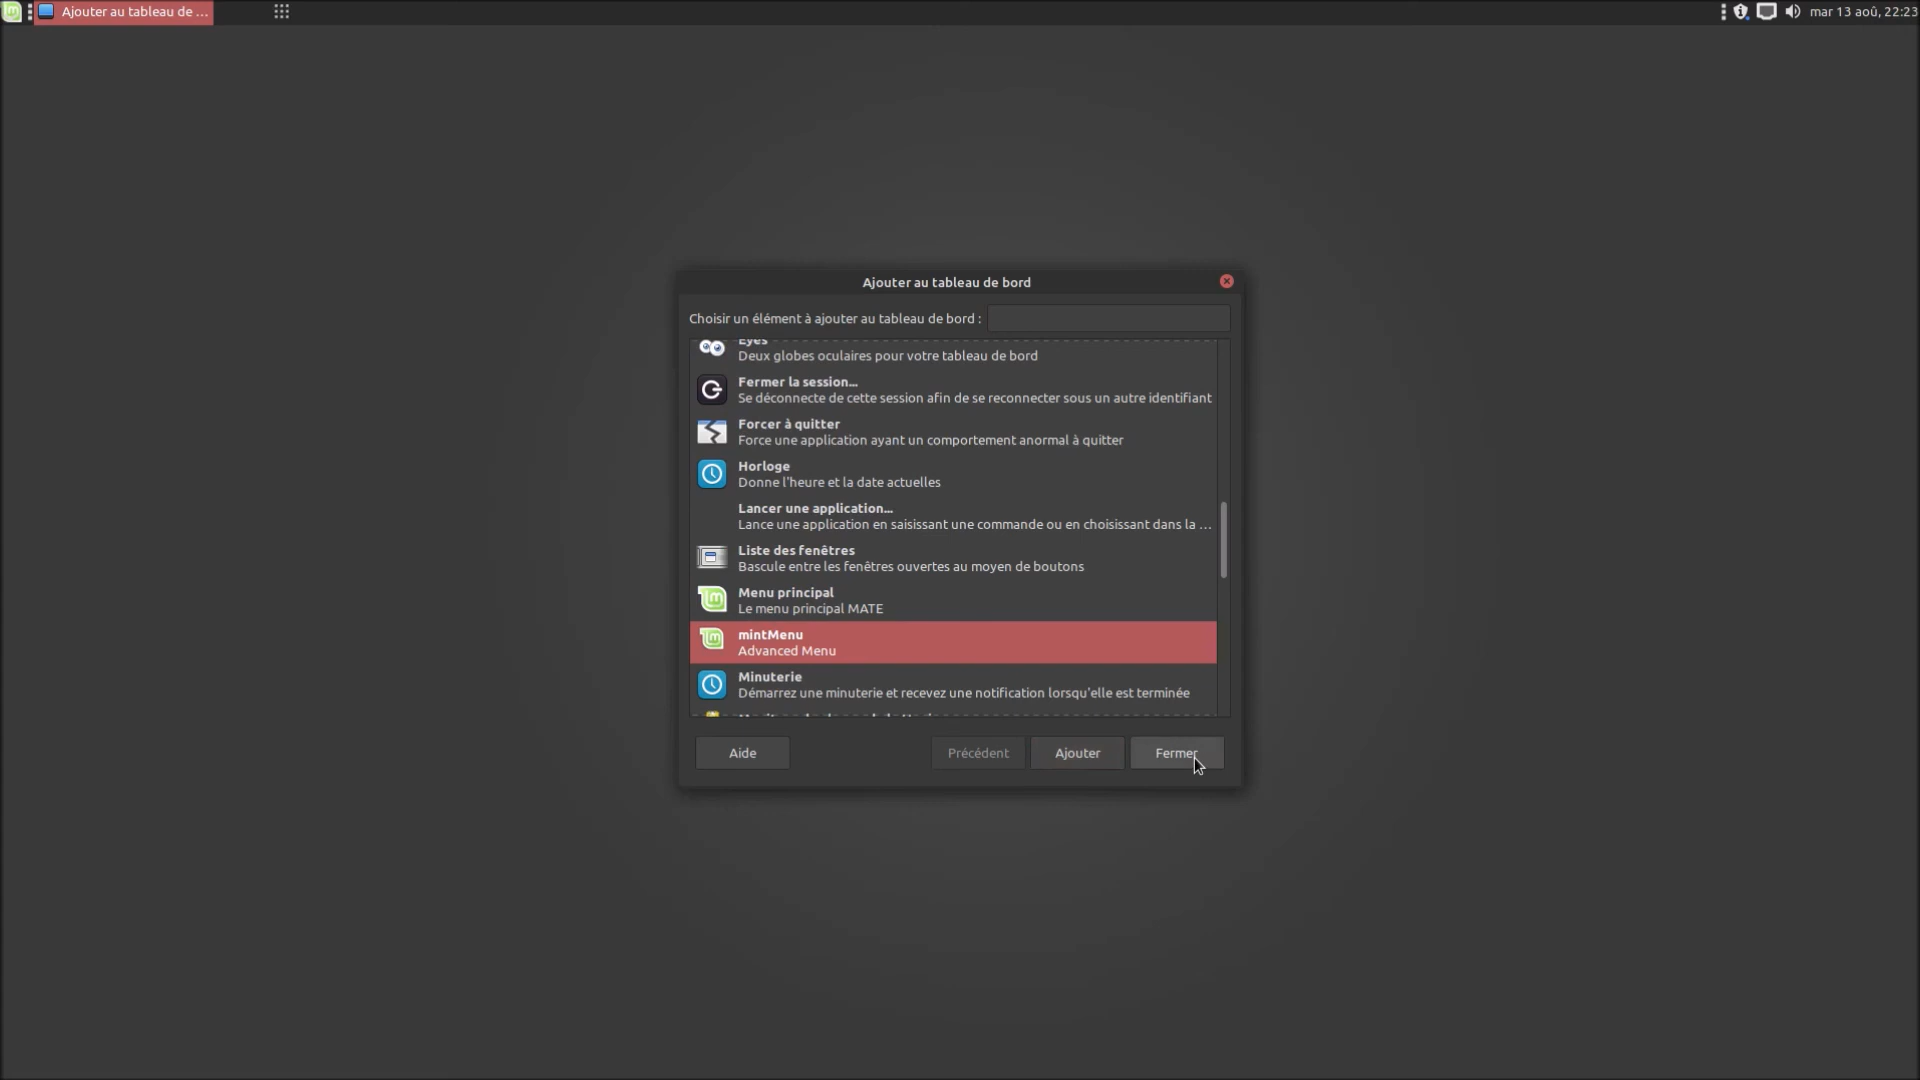 Ajouter au tableau de ...
mar 13 aoû, 22:23
Ajouter au tableau de bord
Choisir un élément à ajouter au tableau de bord :
Eyes
Deux globes oculaires pour votre tableau de bord
Fermer la session...
Se déconnecte de cette session afin de se reconnecter sous un autre identifiant
Forcer à quitter
Force une application ayant un comportement anormal à quitter
Horloge
Donne l'heure et la date actuelles
Lancer une application...
Lance une application en saisissant une commande ou en choisissant dans la ...
Liste des fenêtres
Bascule entre les fenêtres ouvertes au moyen de boutons
Menu principal
Le menu principal MATE
mintMenu
Advanced Menu
Minuterie
Démarrez une minuterie et recevez une notification lorsqu'elle est terminée
Aide
Précédent
Ajouter
Fermer